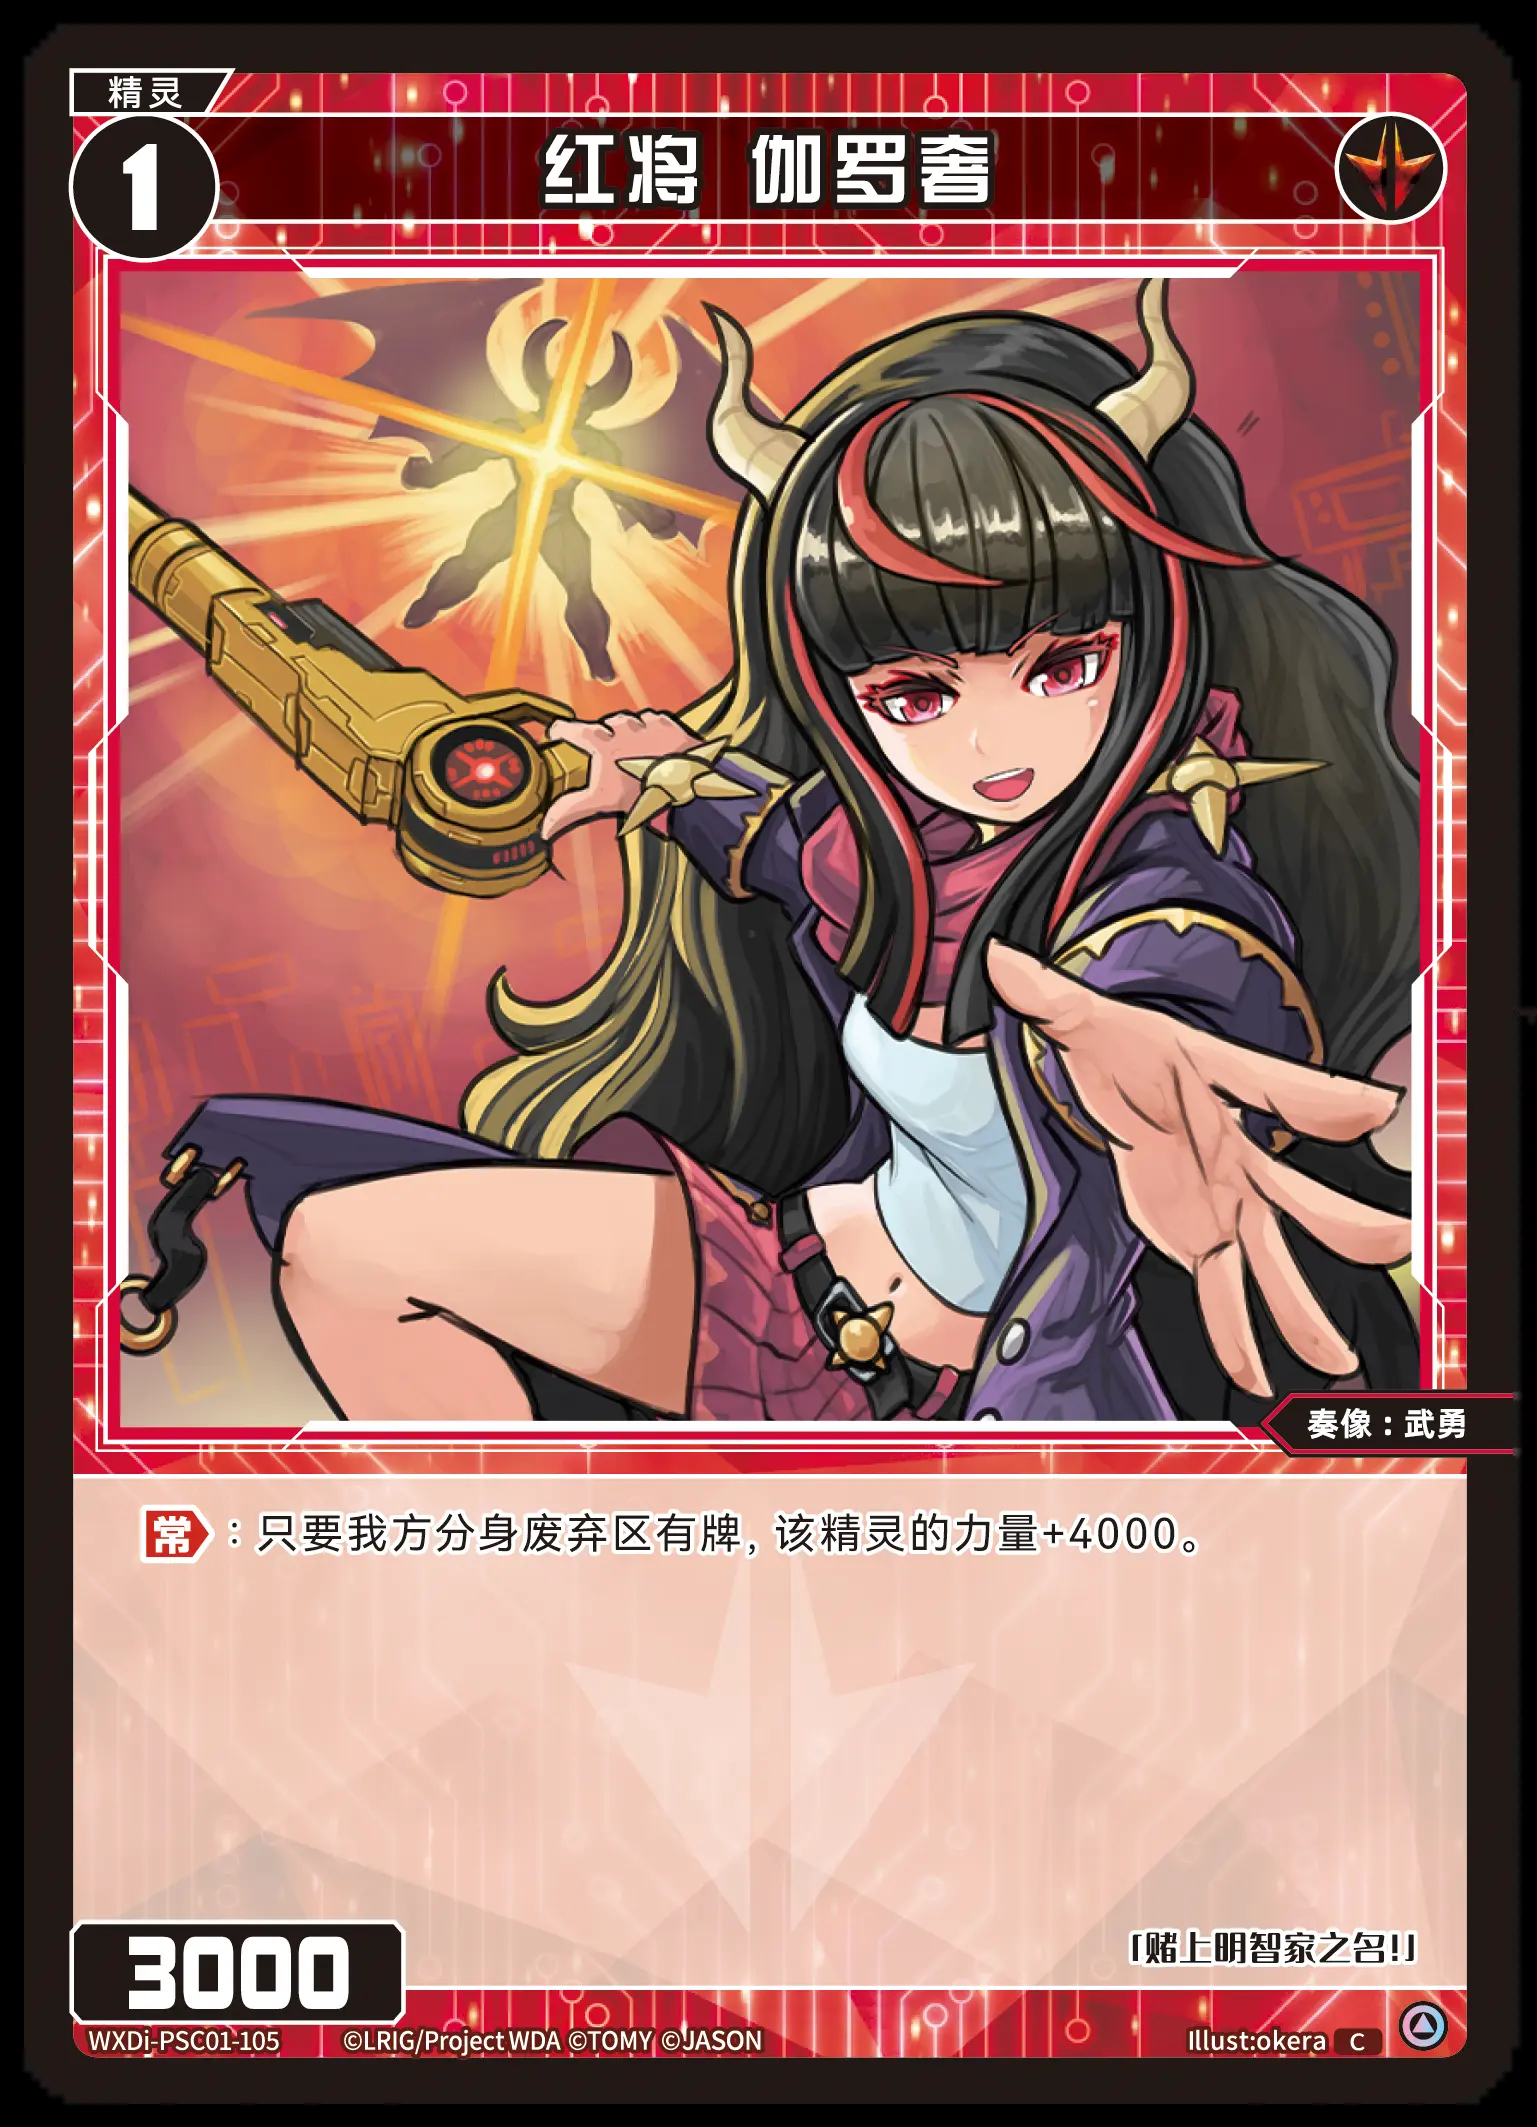 精灵
1
红将 伽罗奢
奏像：武勇
常：只要我方分身废弃区有牌，该精灵的力量+4000。
「赌上明智家之名!」
3000
WXDi-PSC01-105 ©LRIG/Project WDA ©TOMY ©JASON Illust:okera C